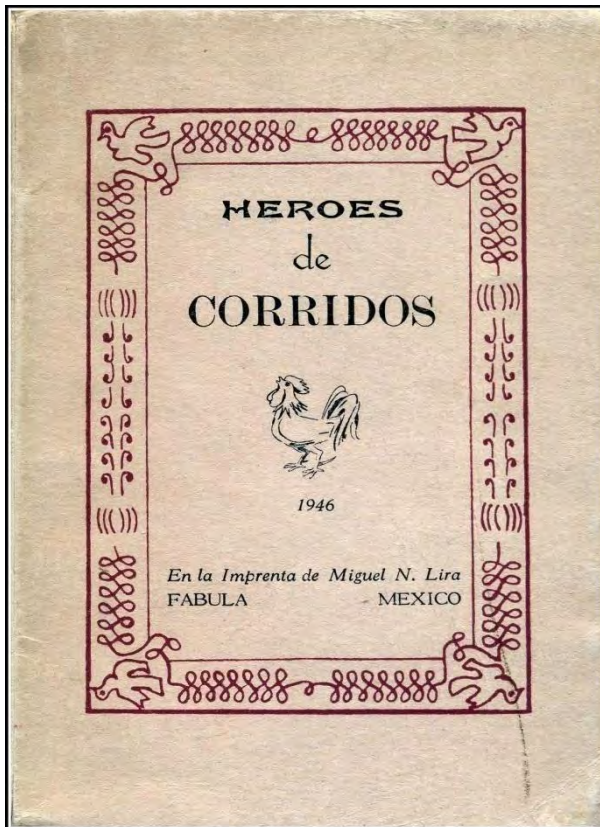 HEROES
de
CORRIDOS
1946
En la Imprenta de Miguel N. Lira
FABULA MEXICO